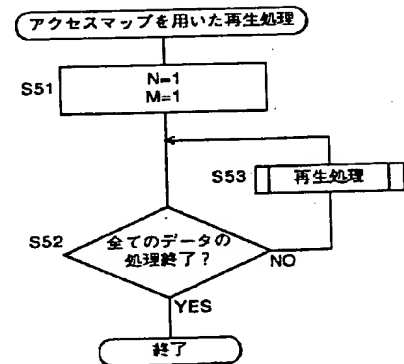 アクセスマップを用いた再生処理
S51
N=1
M=1
S53
再生処理
S52
全てのデータの
処理終了?
NO
YES
終了